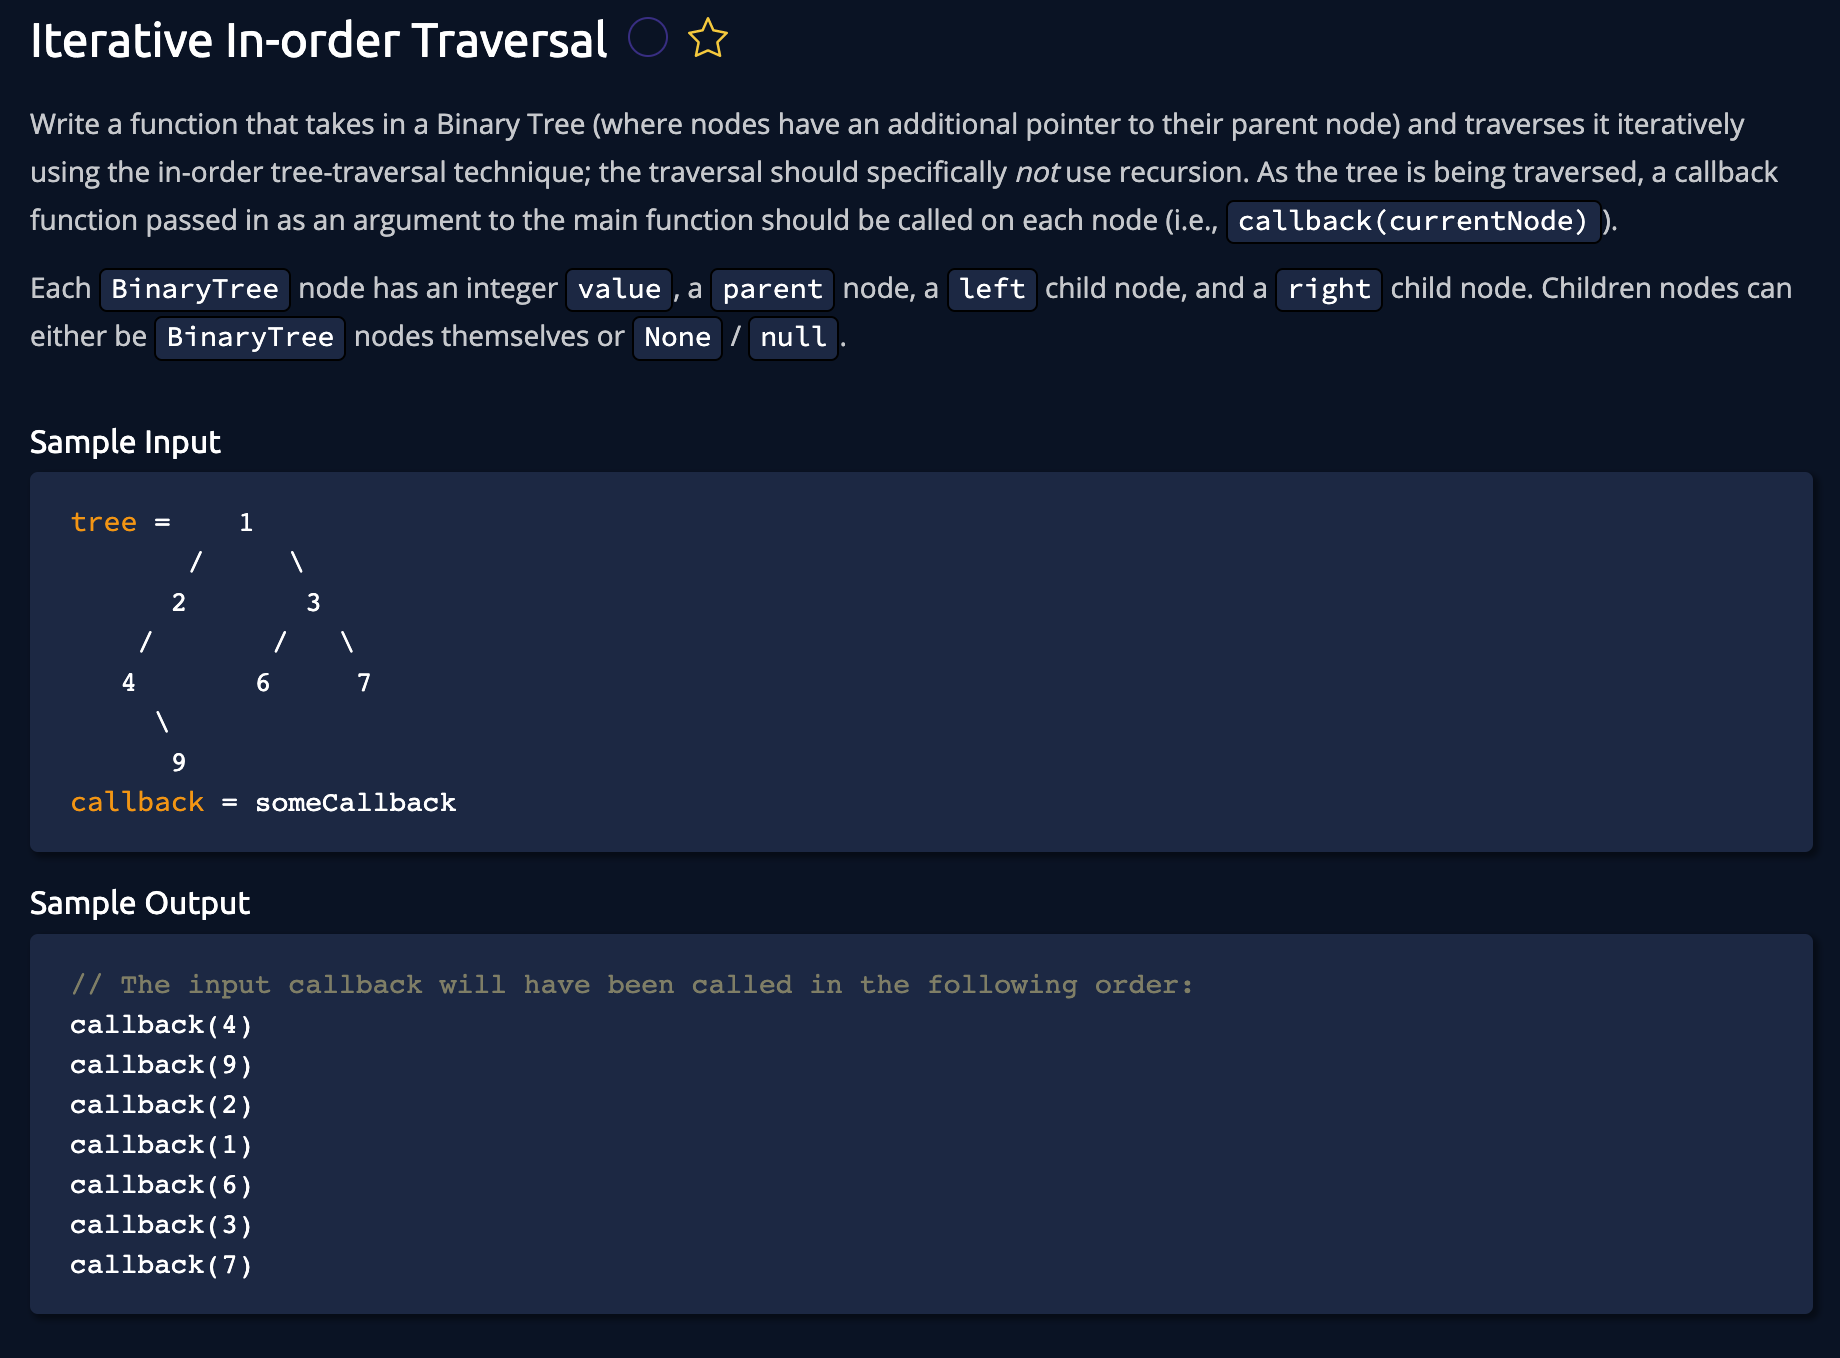 Iterative In-order Traversal
Write a function that takes in a Binary Tree (where nodes have an additional pointer to their parent node) and traverses it iteratively
using the in-order tree-traversal technique; the traversal should specifically not use recursion. As the tree is being traversed, a callback
function passed in as an argument to the main function should be called on each node (i.e., callback(currentNode) ).
Each BinaryTree node has an integer value , a parent node, a left child node, and a right child node. Children nodes can
either be BinaryTree nodes themselves or None / null .
Sample Input
tree =    1
       /     \
      2       3
    /       /   \
   4       6     7
     \
      9
callback = someCallback
Sample Output
// The input callback will have been called in the following order:
callback(4)
callback(9)
callback(2)
callback(1)
callback(6)
callback(3)
callback(7)